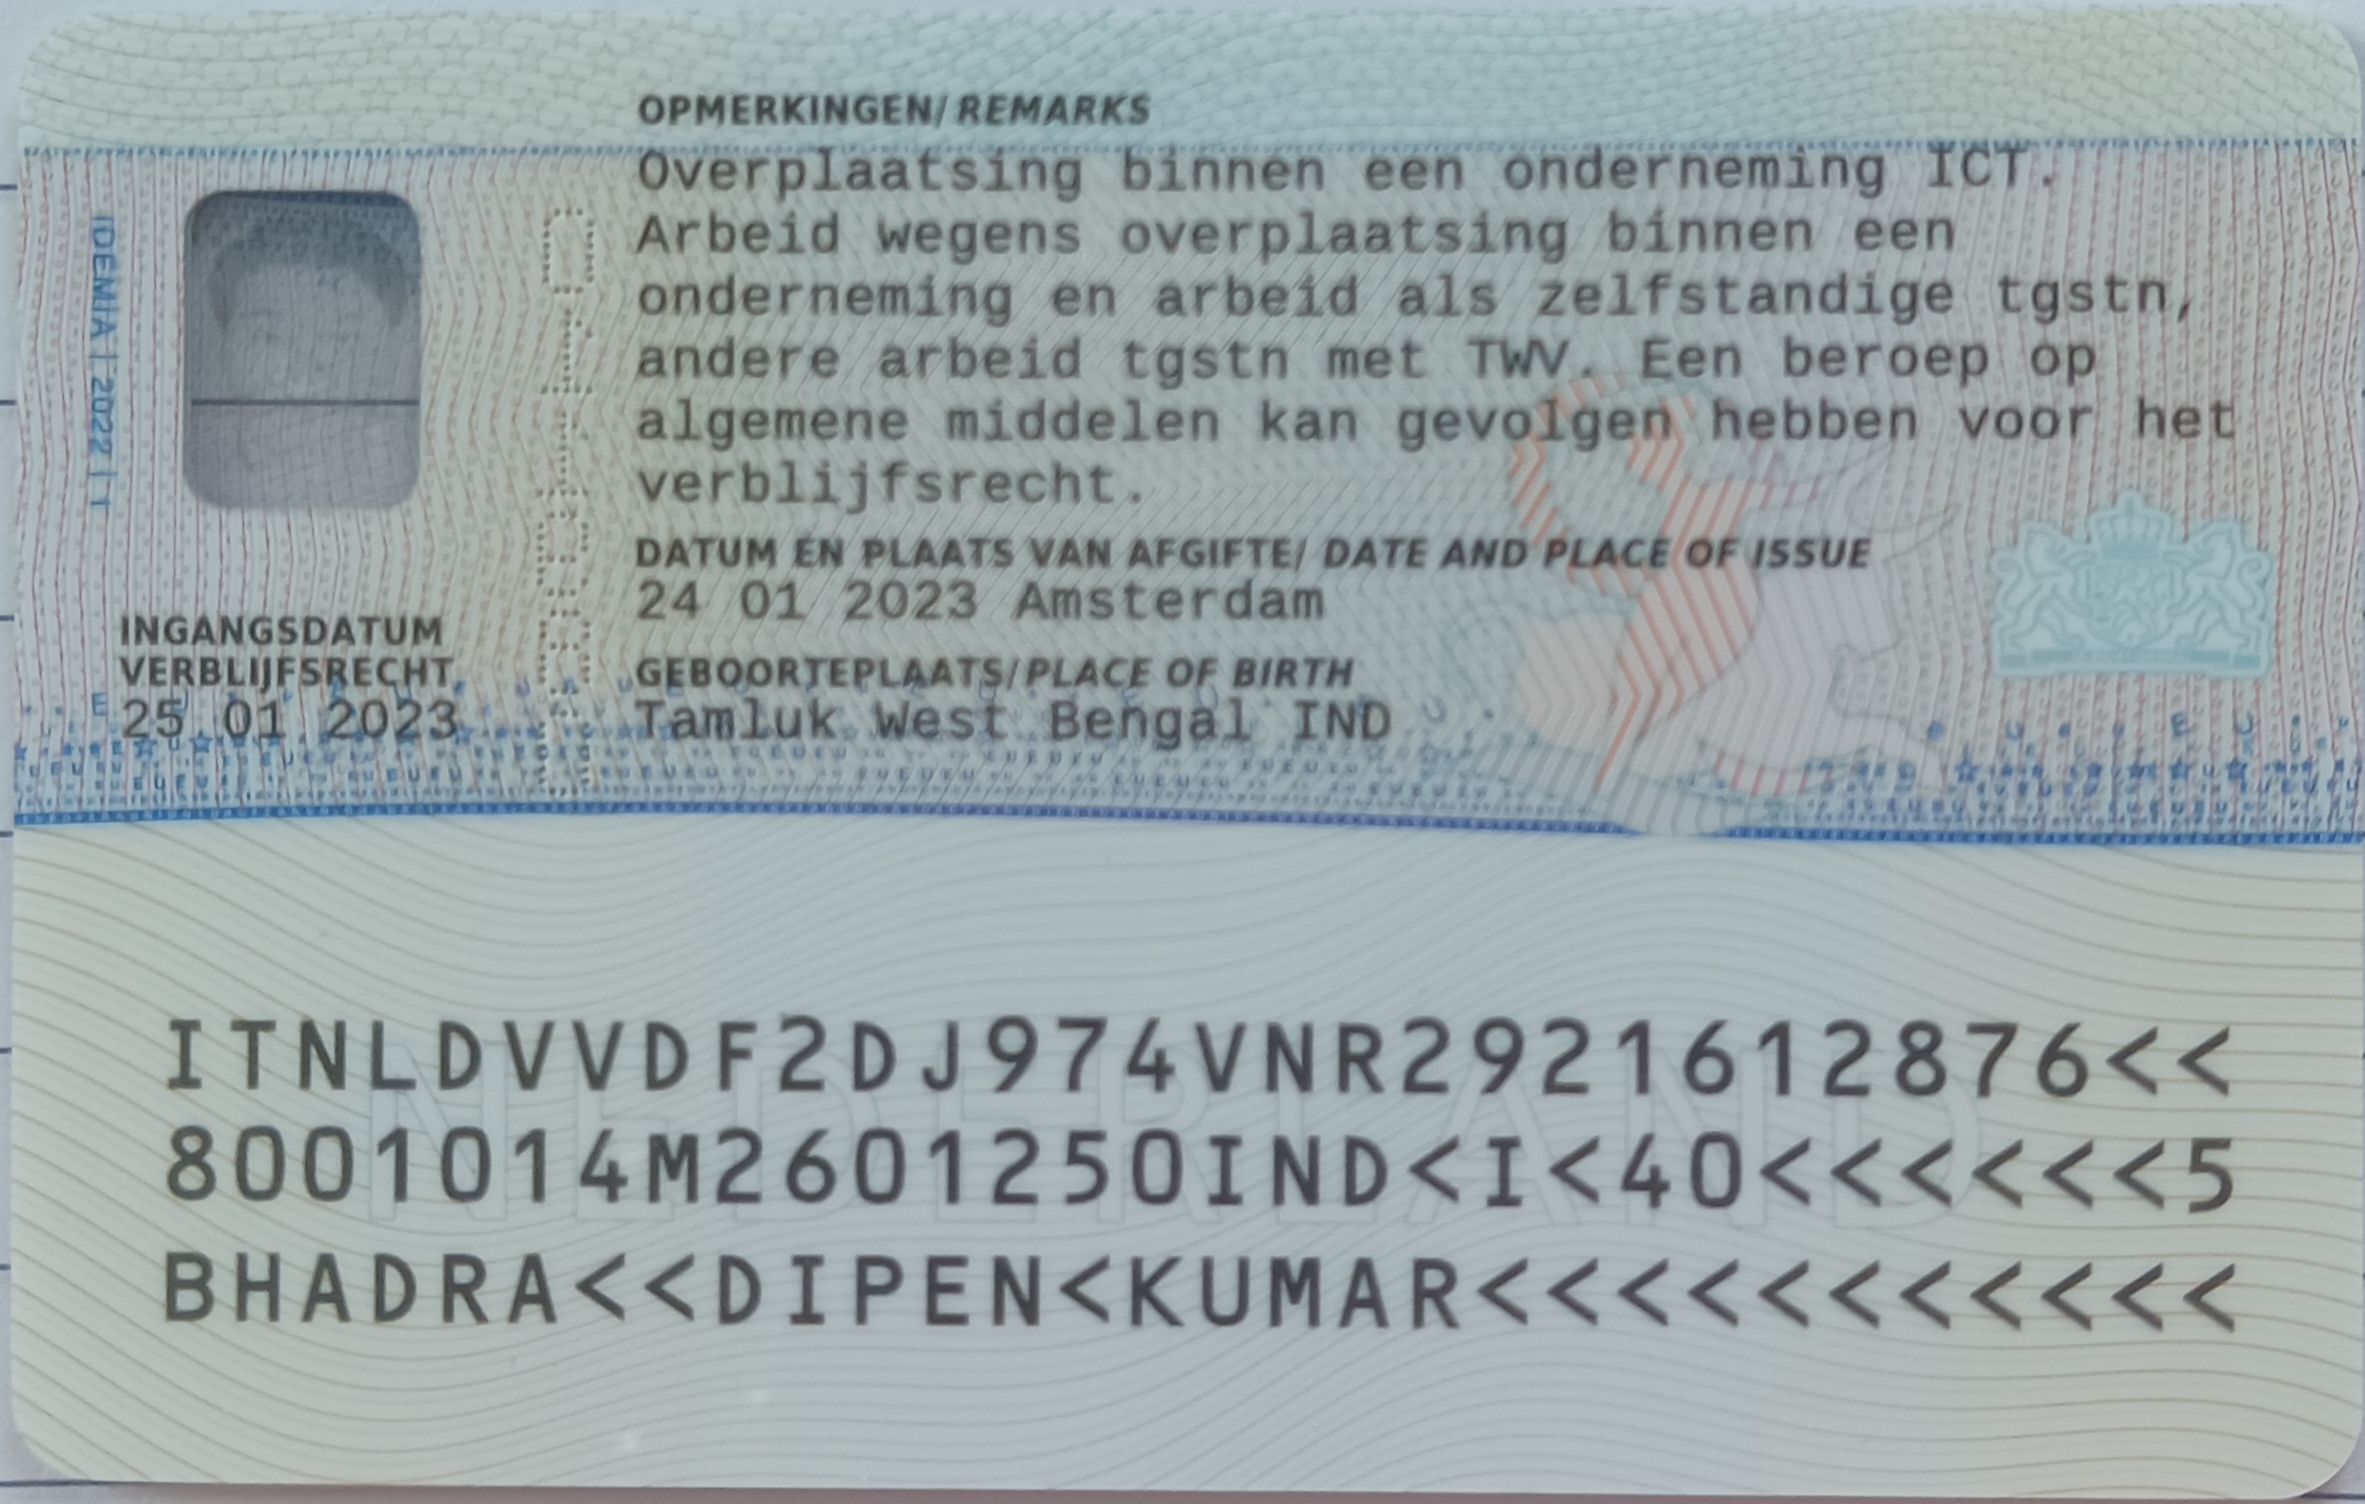 OPMERKINGEN/ REMARKS
Overplaatsing binnen een onderneming ICT.
Arbeid wegens overplaatsing binnen een
onderneming en arbeid als zelfstandige tgstn,
andere arbeid tgstn met TWV. Een beroep op
algemene middelen kan gevolgen hebben voor het
verblijfsrecht.
DATUM EN PLAATS VAN AFGIFTE/ DATE AND PLACE OF ISSUE
24 01 2023 Amsterdam
GEBOORTEPLAATS/PLACE OF BIRTH
Tamluk West Bengal IND
IDEMIA | 2022 | 1
INGANGSDATUM
VERBLIJFSRECHT
25 01 2023
NEDERLAND
ITNLDVVDF2DJ974VNR2921612876<<
8001014M2601250IND<I<40<<<<<<5
BHADRA<<DIPEN<KUMAR<<<<<<<<<<<